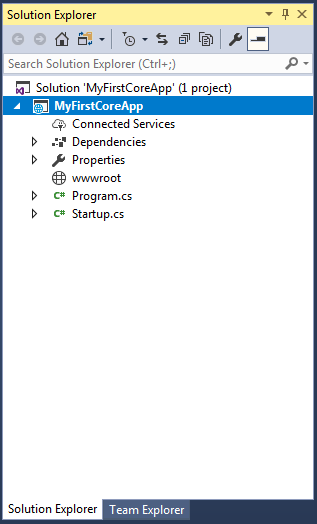 Solution Explorer
Search Solution Explorer (Ctrl+;)
Solution 'MyFirstCoreApp' (1 project)
MyFirstCoreApp
Connected Services
Dependencies
Properties
wwwroot
C# Program.cs
C# Startup.cs
Solution Explorer Team Explorer